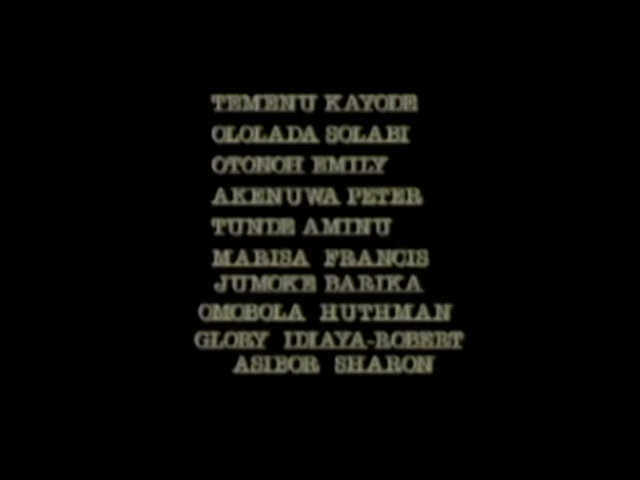 TEMENU KAYODE
OLOLADA SOLABI
OTONOH EMILY
AKENUWA PETER
TUNDE AMINU
MARISA FRANCIS
JUMOKE BARIKA
OMOBOLA HUTHMAN
GLORY IDIAYA-ROBERT
ASIBOR SHARON